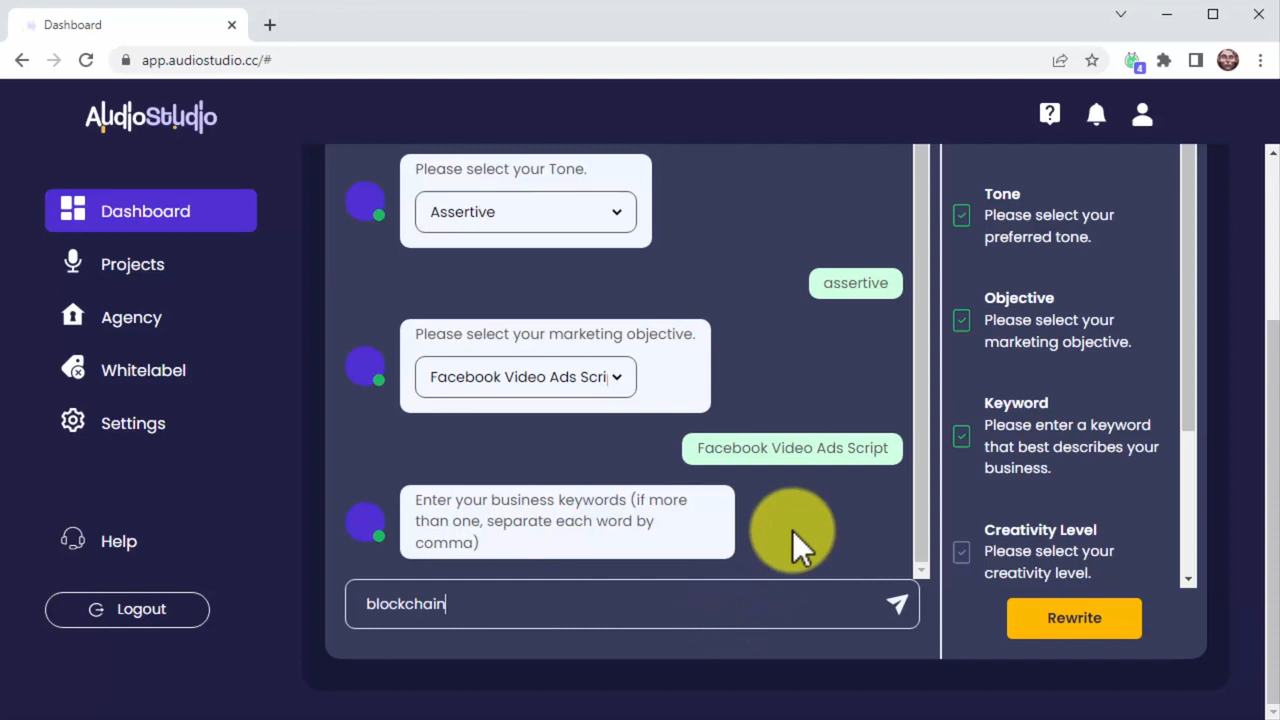 Dashboard
app.audiostudio.cc/#
4
AudioStudio
Dashboard
Projects
Agency
Whitelabel
Settings
Help
Logout
Please select your Tone.
Assertive
assertive
Please select your marketing objective.
Facebook Video Ads Scri
Facebook Video Ads Script
Enter your business keywords (if more
than one, separate each word by
comma)
blockchain
Tone
Please select your
preferred tone.
Objective
Please select your
marketing objective.
Keyword
Please enter a keyword
that best describes your
business.
Creativity Level
Please select your
creativity level.
Rewrite